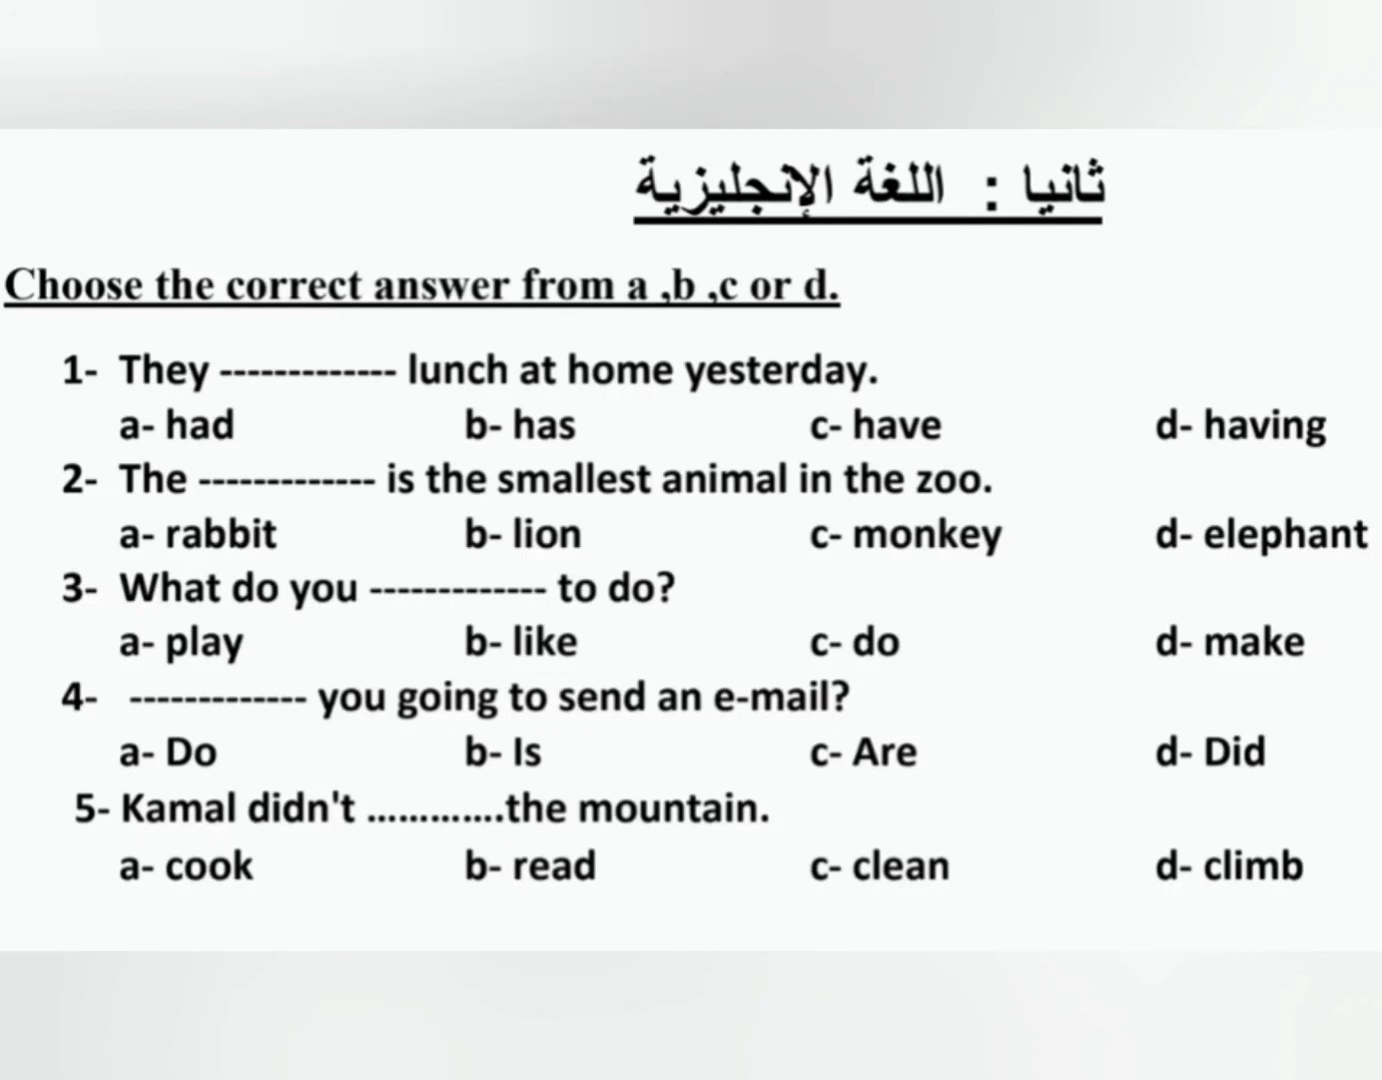 ثانيا : اللغة الإنجليزية
Choose the correct answer from a ,b ,c or d.
1- They ------------- lunch at home yesterday.
a- had b- has c- have d- having
2- The ------------- is the smallest animal in the zoo.
a- rabbit b- lion c- monkey d- elephant
3- What do you ------------- to do?
a- play b- like c- do d- make
4- ------------- you going to send an e-mail?
a- Do b- Is c- Are d- Did
5- Kamal didn't .............the mountain.
a- cook b- read c- clean d- climb